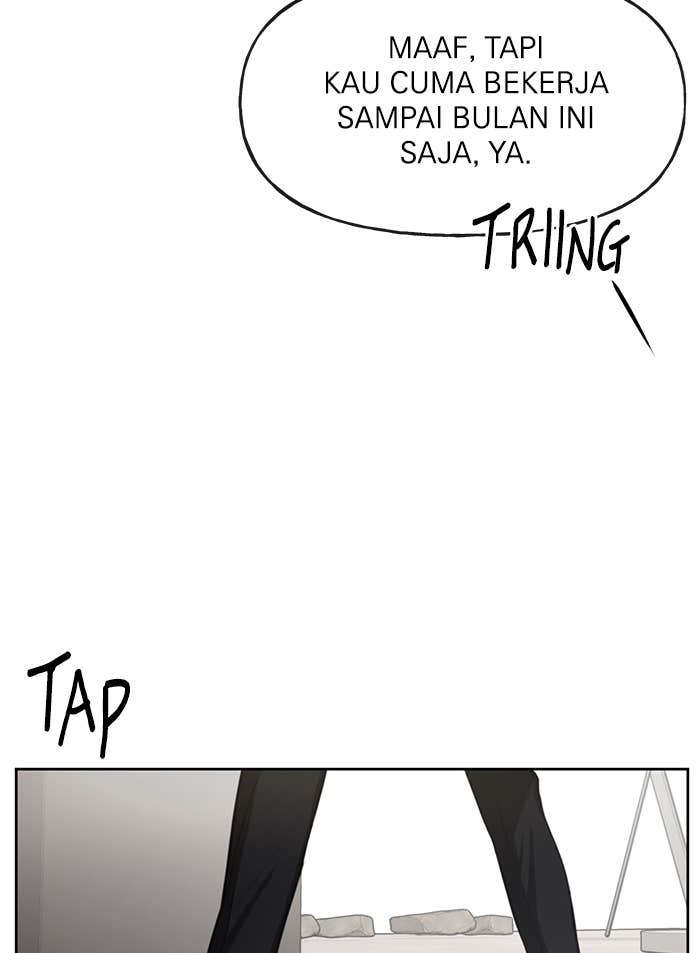 MAAF, TAPI
KAU CUMA BEKERJA
SAMPAI BULAN INI
SAJA, YA.
TRIING
TAP